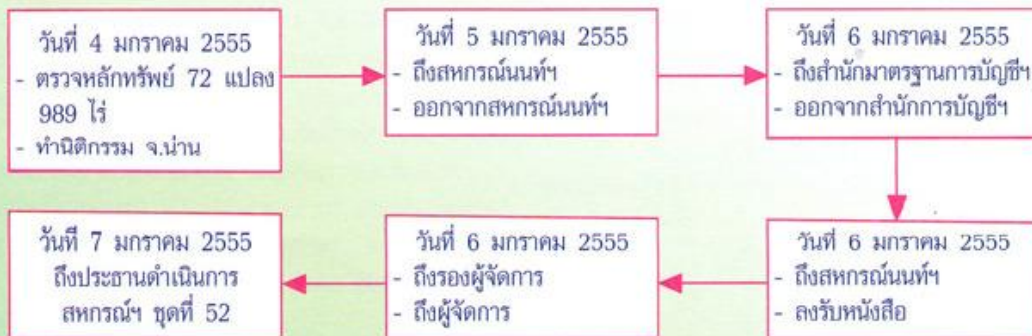 วันที่ 4 มกราคม 2555
- ตรวจหลักทรัพย์ 72 แปลง
989 ไร่
- ทำนิติกรรม จ.น่าน
วันที่ 5 มกราคม 2555
- ถึงสหกรณ์นนท์ฯ
- ออกจากสหกรณ์นนท์ฯ
วันที่ 6 มกราคม 2555
- ถึงสำนักมาตรฐานการบัญชีฯ
- ออกจากสำนักการบัญชีฯ
วันที่ 6 มกราคม 2555
- ถึงสหกรณ์นนท์ฯ
- ลงรับหนังสือ
วันที่ 6 มกราคม 2555
- ถึงรองผู้จัดการ
- ถึงผู้จัดการ
วันที่ 7 มกราคม 2555
ถึงประธานดำเนินการ
สหกรณ์ฯ ชุดที่ 52